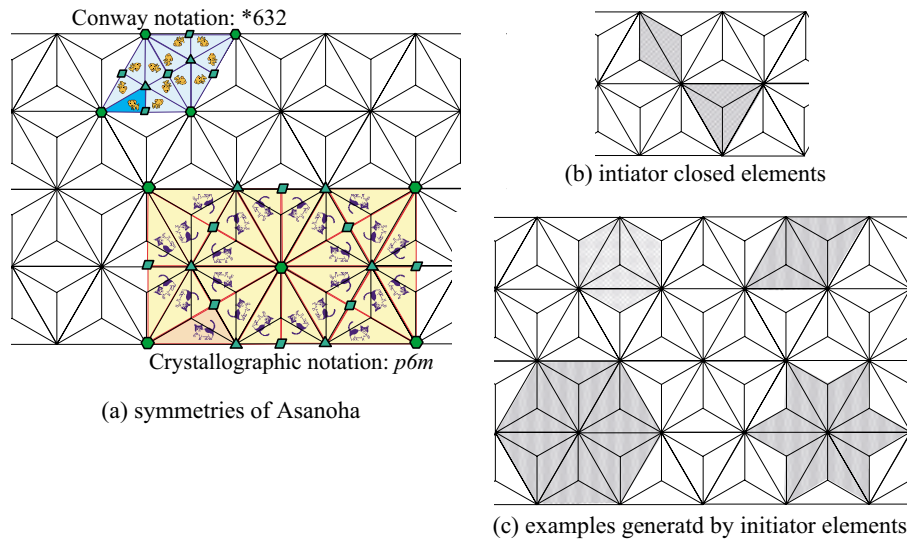 Conway notation: *632
Crystallographic notation: p6m
(a) symmetries of Asanoha
(b) intiator closed elements
(c) examples generatd by initiator elements